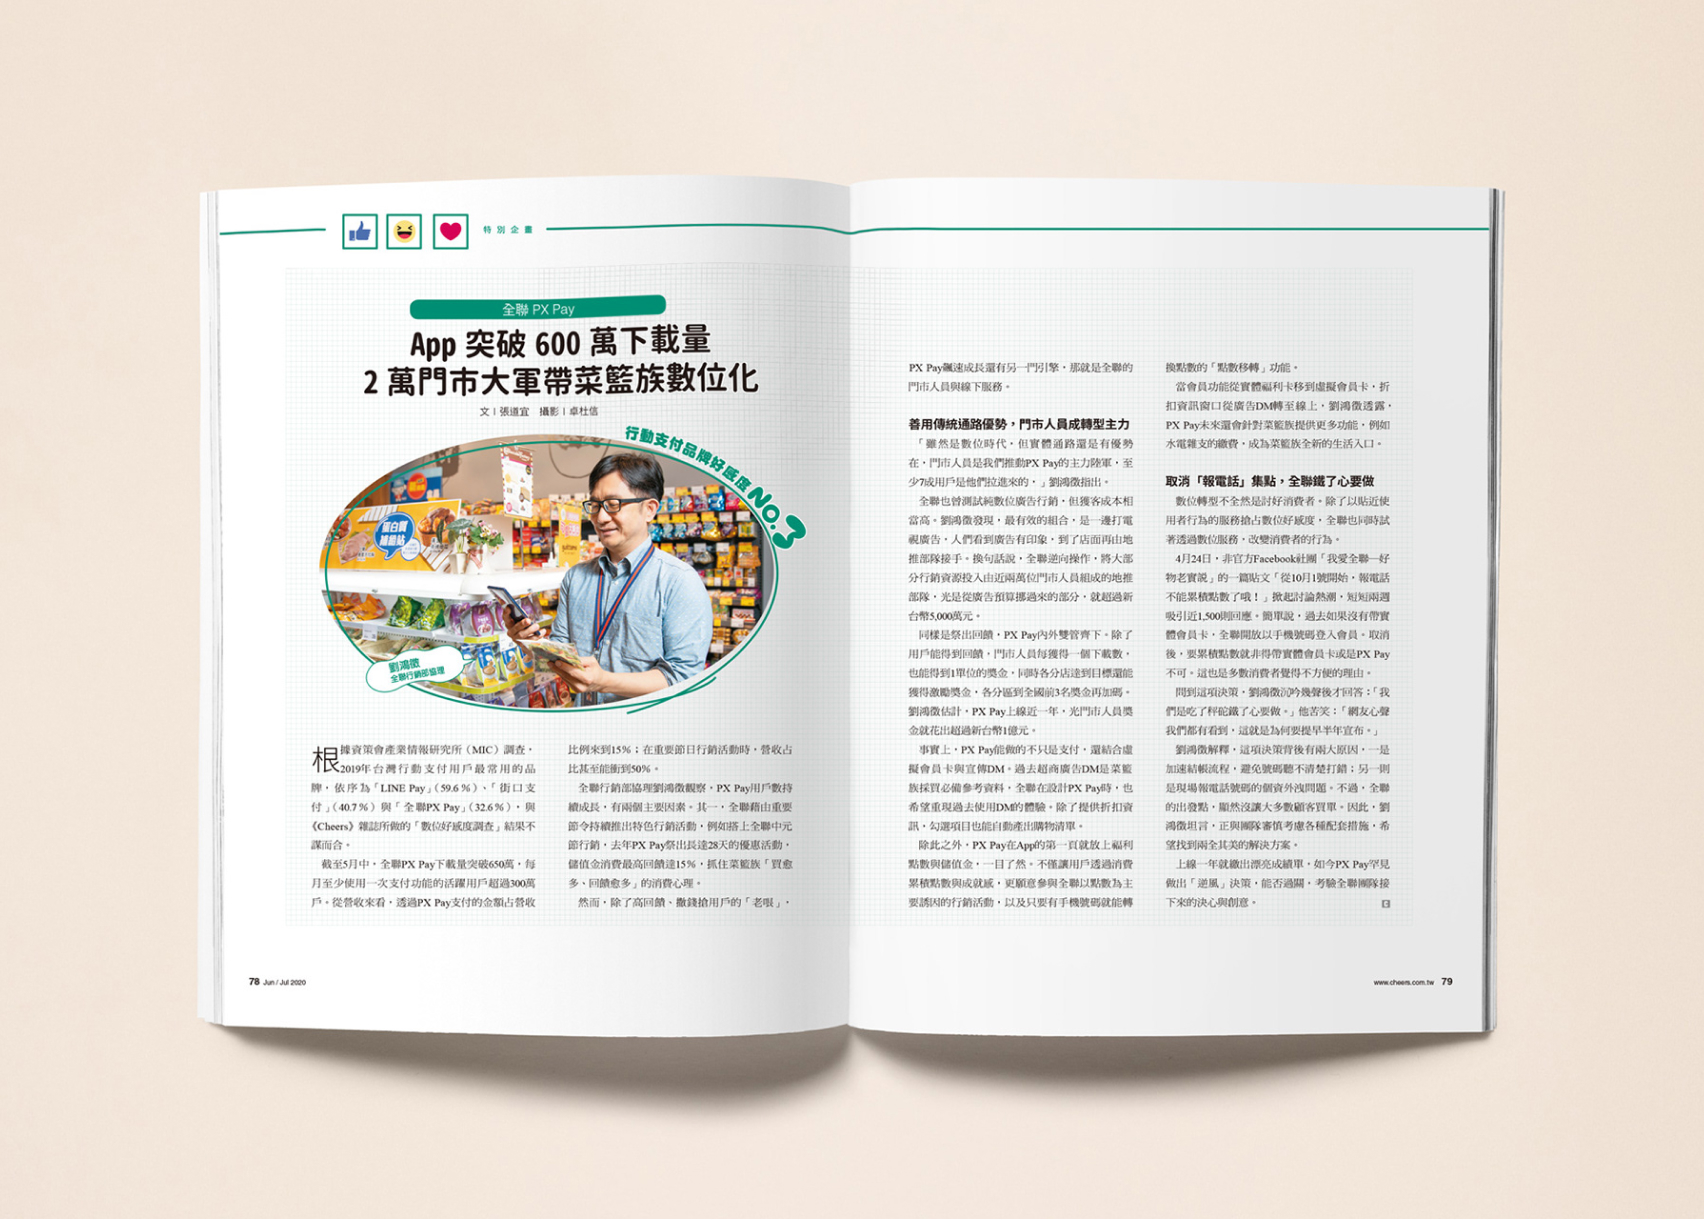 特別企畫
全聯 PX Pay
App 突破 600 萬下載量
2 萬門市大軍帶菜籃族數位化
文 | 張道宜　攝影 | 卓杜信
行動支付品牌好感度 NO.3
蛋白質
補給站
劉鴻徵
全聯行銷部協理
根據資策會產業情報研究所（MIC）調查，
2019年台灣行動支付用戶最常用的品
牌，依序為「LINE Pay」（59.6％）、「街口支
付」（40.7％）與「全聯PX Pay」（32.6％），與
《Cheers》雜誌所做的「數位好感度調查」結果不
謀而合。
截至5月中，全聯PX Pay下載量突破650萬，每
月至少使用一次支付功能的活躍用戶超過300萬
戶。從營收來看，透過PX Pay支付的金額占營收
比例來到15％；在重要節日行銷活動時，營收占
比甚至能衝到50％。
全聯行銷部協理劉鴻徵觀察，PX Pay用戶數持
續成長，有兩個主要因素。其一，全聯藉由重要
節令持續推出特色行銷活動，例如搭上全聯中元
節行銷，去年PX Pay祭出長達28天的優惠活動，
儲值金消費最高回饋達15％，抓住菜籃族「買愈
多、回饋愈多」的消費心理。
然而，除了高回饋、撒錢搶用戶的「老哏」，
PX Pay飆速成長還有另一門引擎，那就是全聯的
門市人員與線下服務。
善用傳統通路優勢，門市人員成轉型主力
「雖然是數位時代，但實體通路還是有優勢
在，門市人員是我們推動PX Pay的主力陸軍，至
少7成用戶是他們拉進來的，」劉鴻徵指出。
全聯也曾測試純數位廣告行銷，但獲客成本相
當高。劉鴻徵發現，最有效的組合，是一邊打電
視廣告，人們看到廣告有印象，到了店面再由地
推部隊接手。換句話說，全聯逆向操作，將大部
分行銷資源投入由近兩萬位門市人員組成的地推
部隊，光是從廣告預算挪過來的部分，就超過新
台幣5,000萬元。
同樣是祭出回饋，PX Pay內外雙管齊下。除了
用戶能得到回饋，門市人員每獲得一個下載數，
也能得到1單位的獎金，同時各分店達到目標還能
獲得激勵獎金，各分區到全國前3名獎金再加碼。
劉鴻徵估計，PX Pay上線近一年，光門市人員獎
金就花出超過新台幣1億元。
事實上，PX Pay能做的不只是支付，還結合虛
擬會員卡與宣傳DM。過去超商廣告DM是菜籃
族採買必備參考資料，全聯在設計PX Pay時，也
希望重現過去使用DM的體驗。除了提供折扣資
訊，勾選項目也能自動產出購物清單。
除此之外，PX Pay在App的第一頁就放上福利
點數與儲值金，一目了然。不僅讓用戶透過消費
累積點數與成就感，更願意參與全聯以點數為主
要誘因的行銷活動，以及只要有手機號碼就能轉
換點數的「點數移轉」功能。
當會員功能從實體福利卡移到虛擬會員卡，折
扣資訊窗口從廣告DM轉至線上，劉鴻徵透露，
PX Pay未來還會針對菜籃族提供更多功能，例如
水電雜支的繳費，成為菜籃族全新的生活入口。
取消「報電話」集點，全聯鐵了心要做
數位轉型不全然是討好消費者。除了以貼近使
用者行為的服務搶占數位好感度，全聯也同時試
著透過數位服務，改變消費者的行為。
4月24日，非官方Facebook社團「我愛全聯—好
物老實說」的一篇貼文「從10月1號開始，報電話
不能累積點數了哦！」掀起討論熱潮，短短兩週
吸引近1,500則回應。簡單說，過去如果沒有帶實
體會員卡，全聯開放以手機號碼登入會員。取消
後，要累積點數就非得帶實體會員卡或是PX Pay
不可。這也是多數消費者覺得不方便的理由。
問到這項決策，劉鴻徵沉吟幾聲後才回答：「我
們是吃了秤砣鐵了心要做。」他苦笑：「網友心聲
我們都有看到，這就是為何要提早半年宣布。」
劉鴻徵解釋，這項決策背後有兩大原因，一是
加速結帳流程，避免號碼聽不清楚打錯；另一則
是現場報電話號碼的個資外洩問題。不過，全聯
的出發點，顯然沒讓大多數顧客買單。因此，劉
鴻徵坦言，正與團隊審慎考慮各種配套措施，希
望找到兩全其美的解決方案。
上線一年就繳出漂亮成績單，如今PX Pay罕見
做出「逆風」決策，能否過關，考驗全聯團隊接
下來的決心與創意。
78 Jun / Jul 2020
www.cheers.com.tw 79